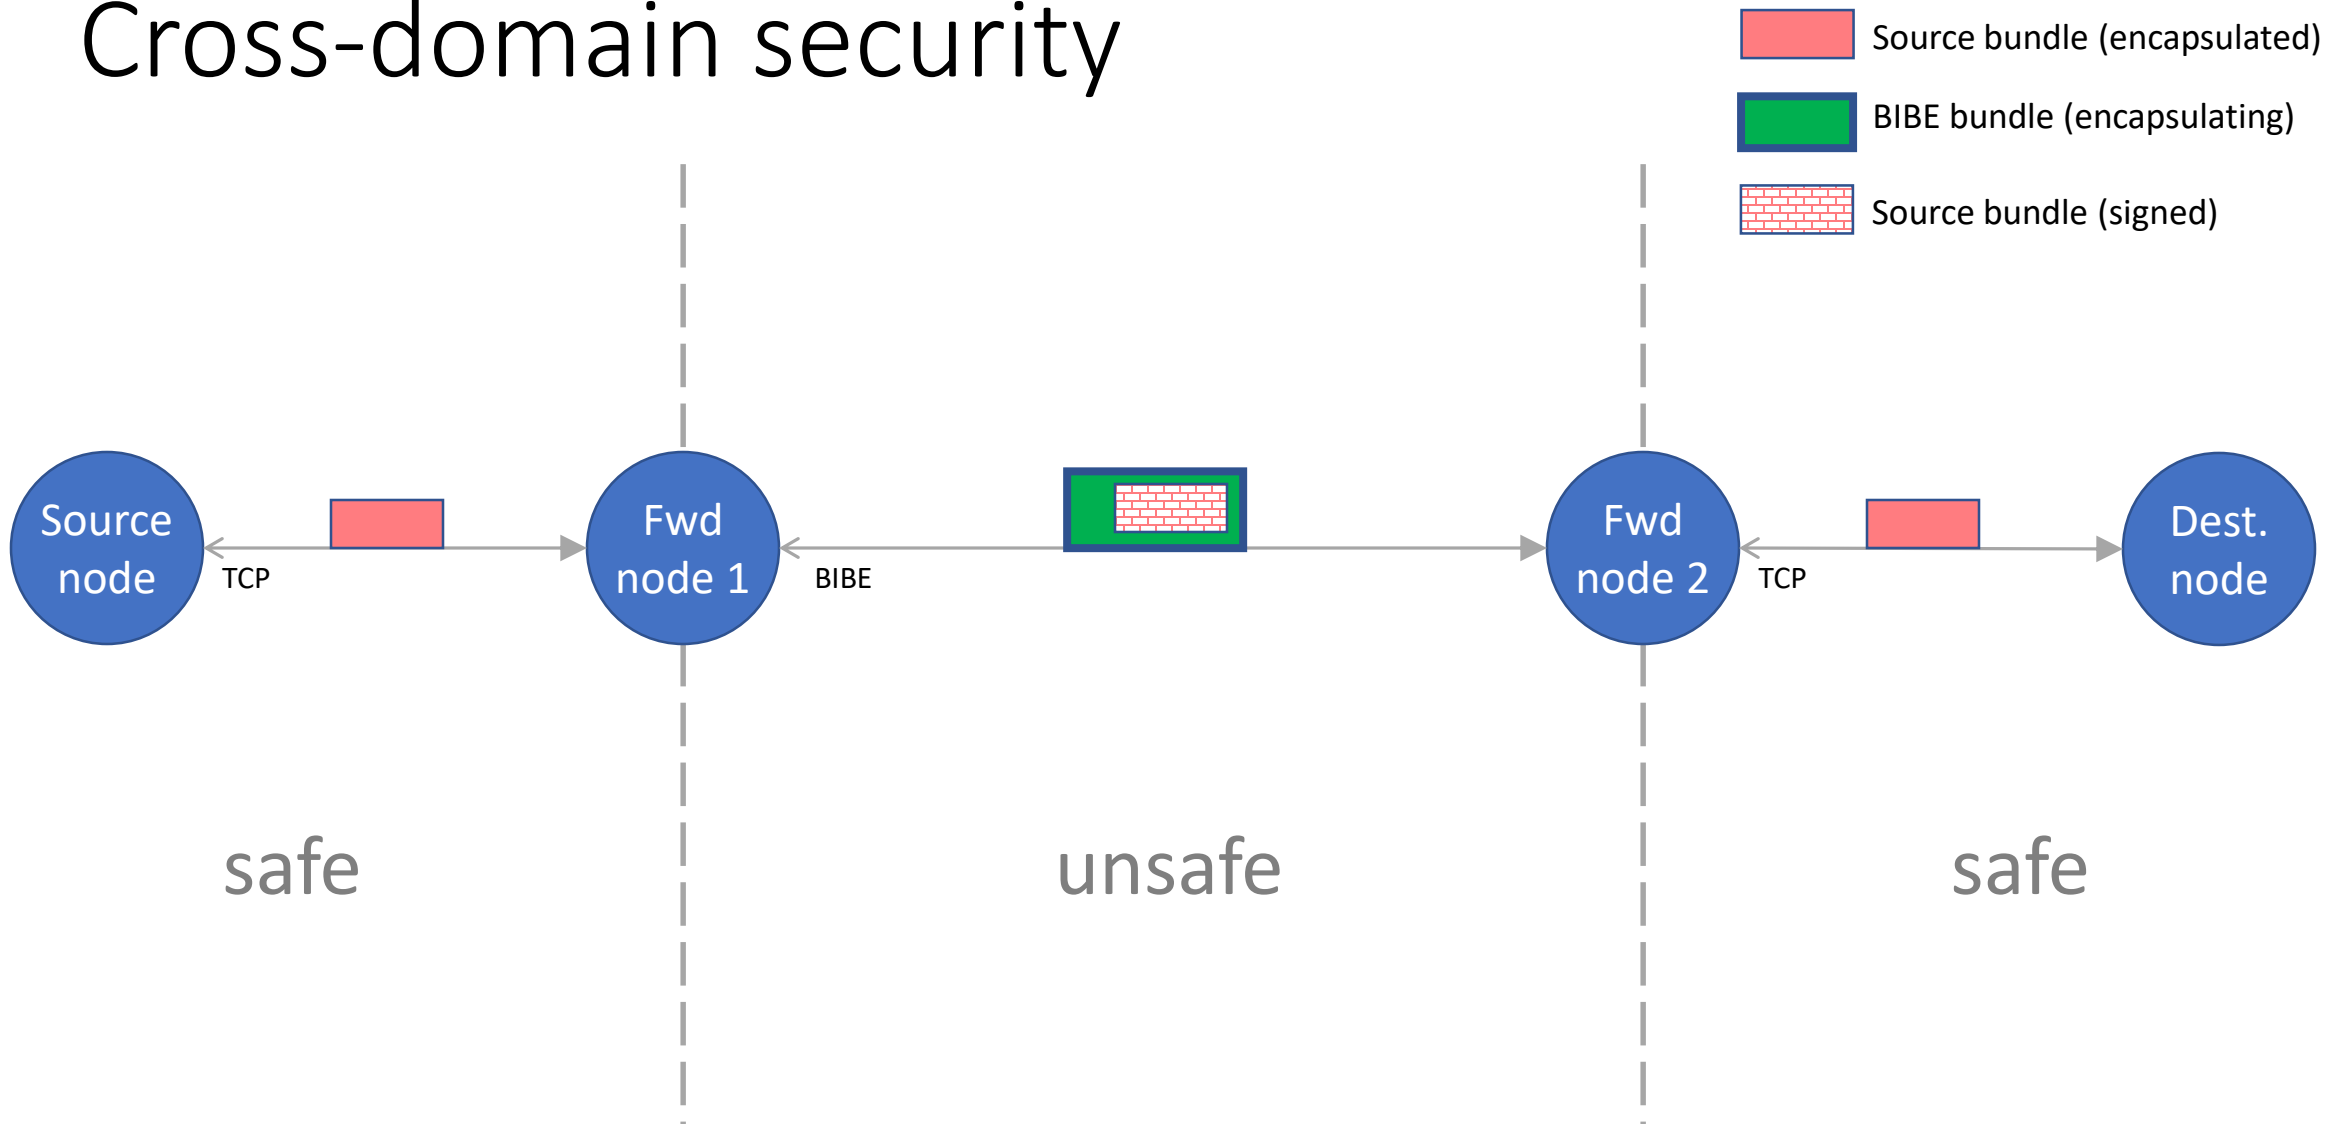 Cross-domain security
Source bundle (encapsulated)
BIBE bundle (encapsulating)
Source bundle (signed)
Source
node
TCP
Fwd
node 1
BIBE
Fwd
node 2
TCP
Dest.
node
safe
unsafe
safe